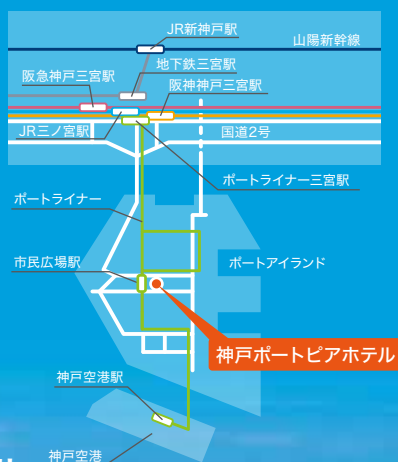 JR新神戸駅
山陽新幹線
地下鉄三宮駅
阪急神戸三宮駅
阪神神戸三宮駅
JR三ノ宮駅
国道2号
ポートライナー三宮駅
ポートライナー
市民広場駅
ポートアイランド
神戸ポートピアホテル
神戸空港駅
神戸空港